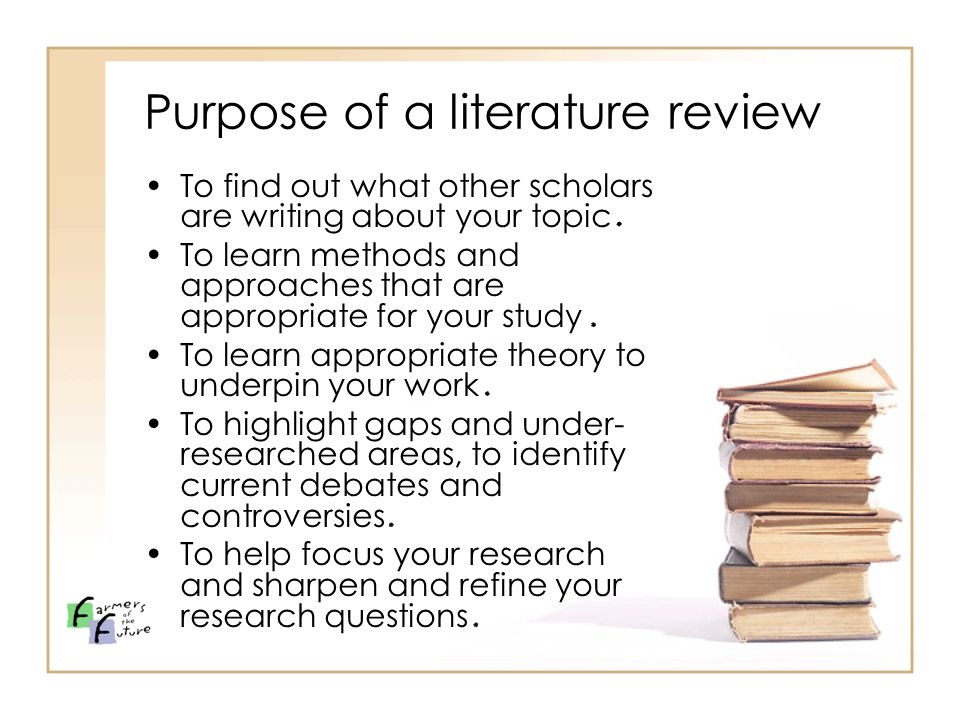 Purpose of a literature review
• To find out what other scholars
are writing about your topic.
• To learn methods and
approaches that are
appropriate for your study.
• To learn appropriate theory to
underpin your work.
• To highlight gaps and under-
researched areas, to identify
current debates and
controversies.
• To help focus your research
and sharpen and refine your
research questions.
Farmers
of
the
Future